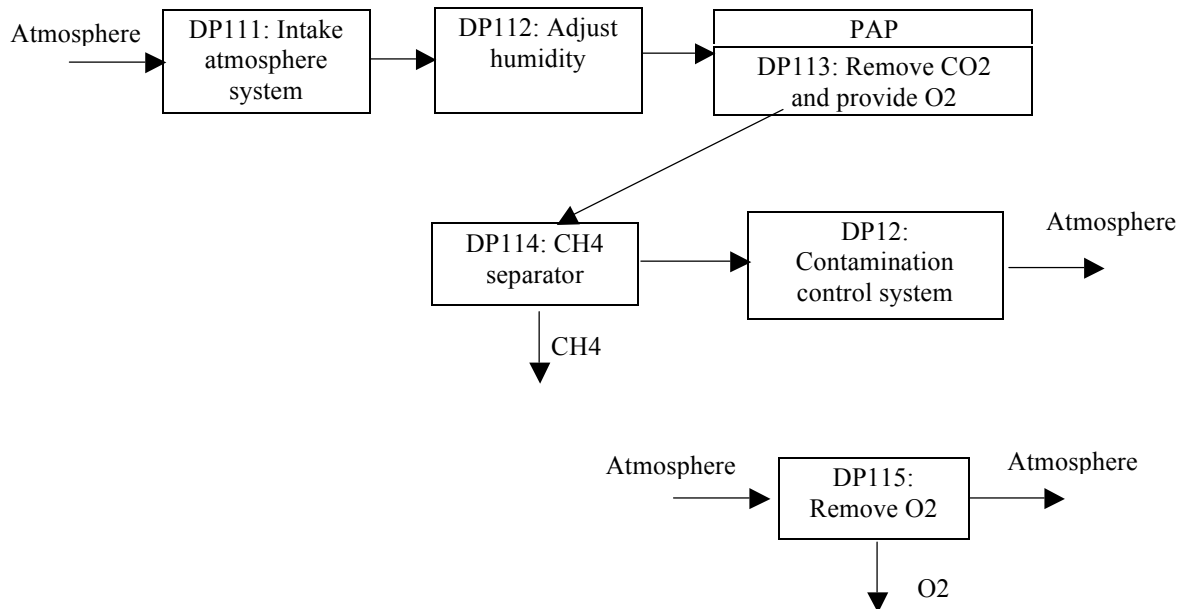 Atmosphere
DP111: Intake
atmosphere
system
DP112: Adjust
humidity
PAP
DP113: Remove CO2
and provide O2
DP114: CH4
separator
DP12:
Contamination
control system
Atmosphere
CH4
Atmosphere
DP115:
Remove O2
Atmosphere
O2